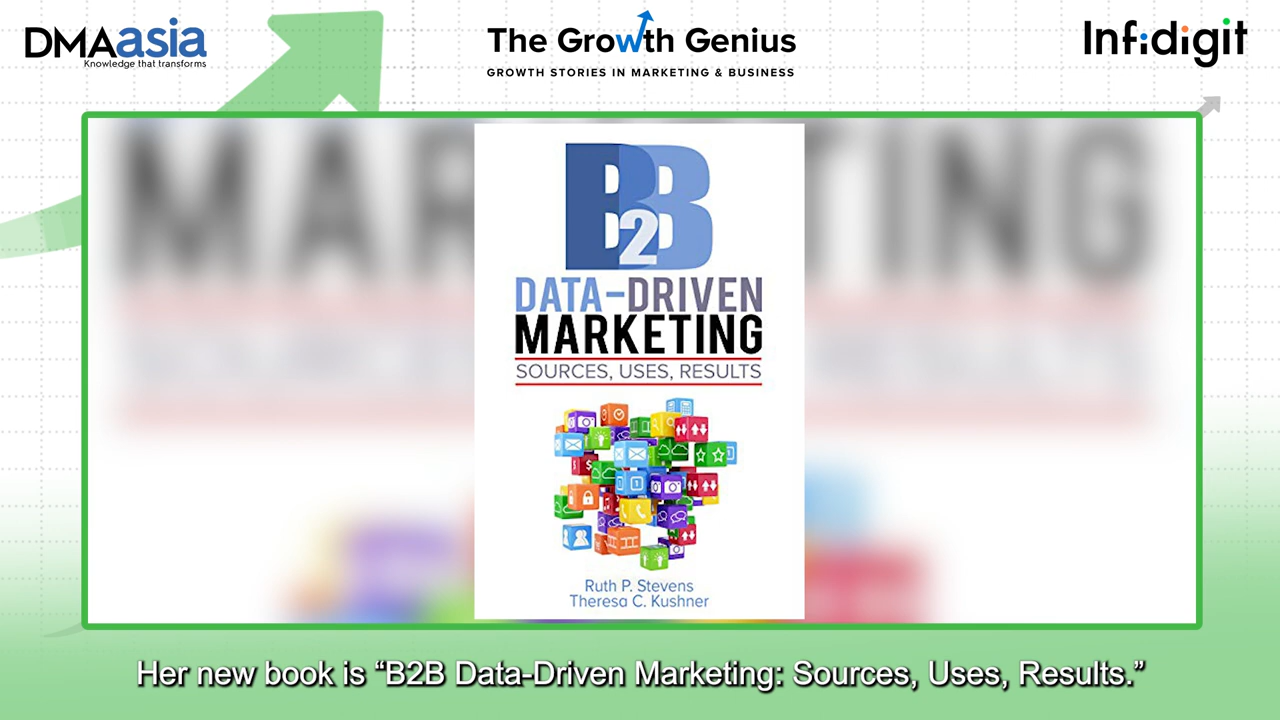 DMAasia
Knowledge that transforms
The Growth Genius
GROWTH STORIES IN MARKETING & BUSINESS
Infidigit
B2B
DATA-DRIVEN
MARKETING
SOURCES, USES, RESULTS
Ruth P. Stevens
Theresa C. Kushner
Her new book is “B2B Data-Driven Marketing: Sources, Uses, Results.”